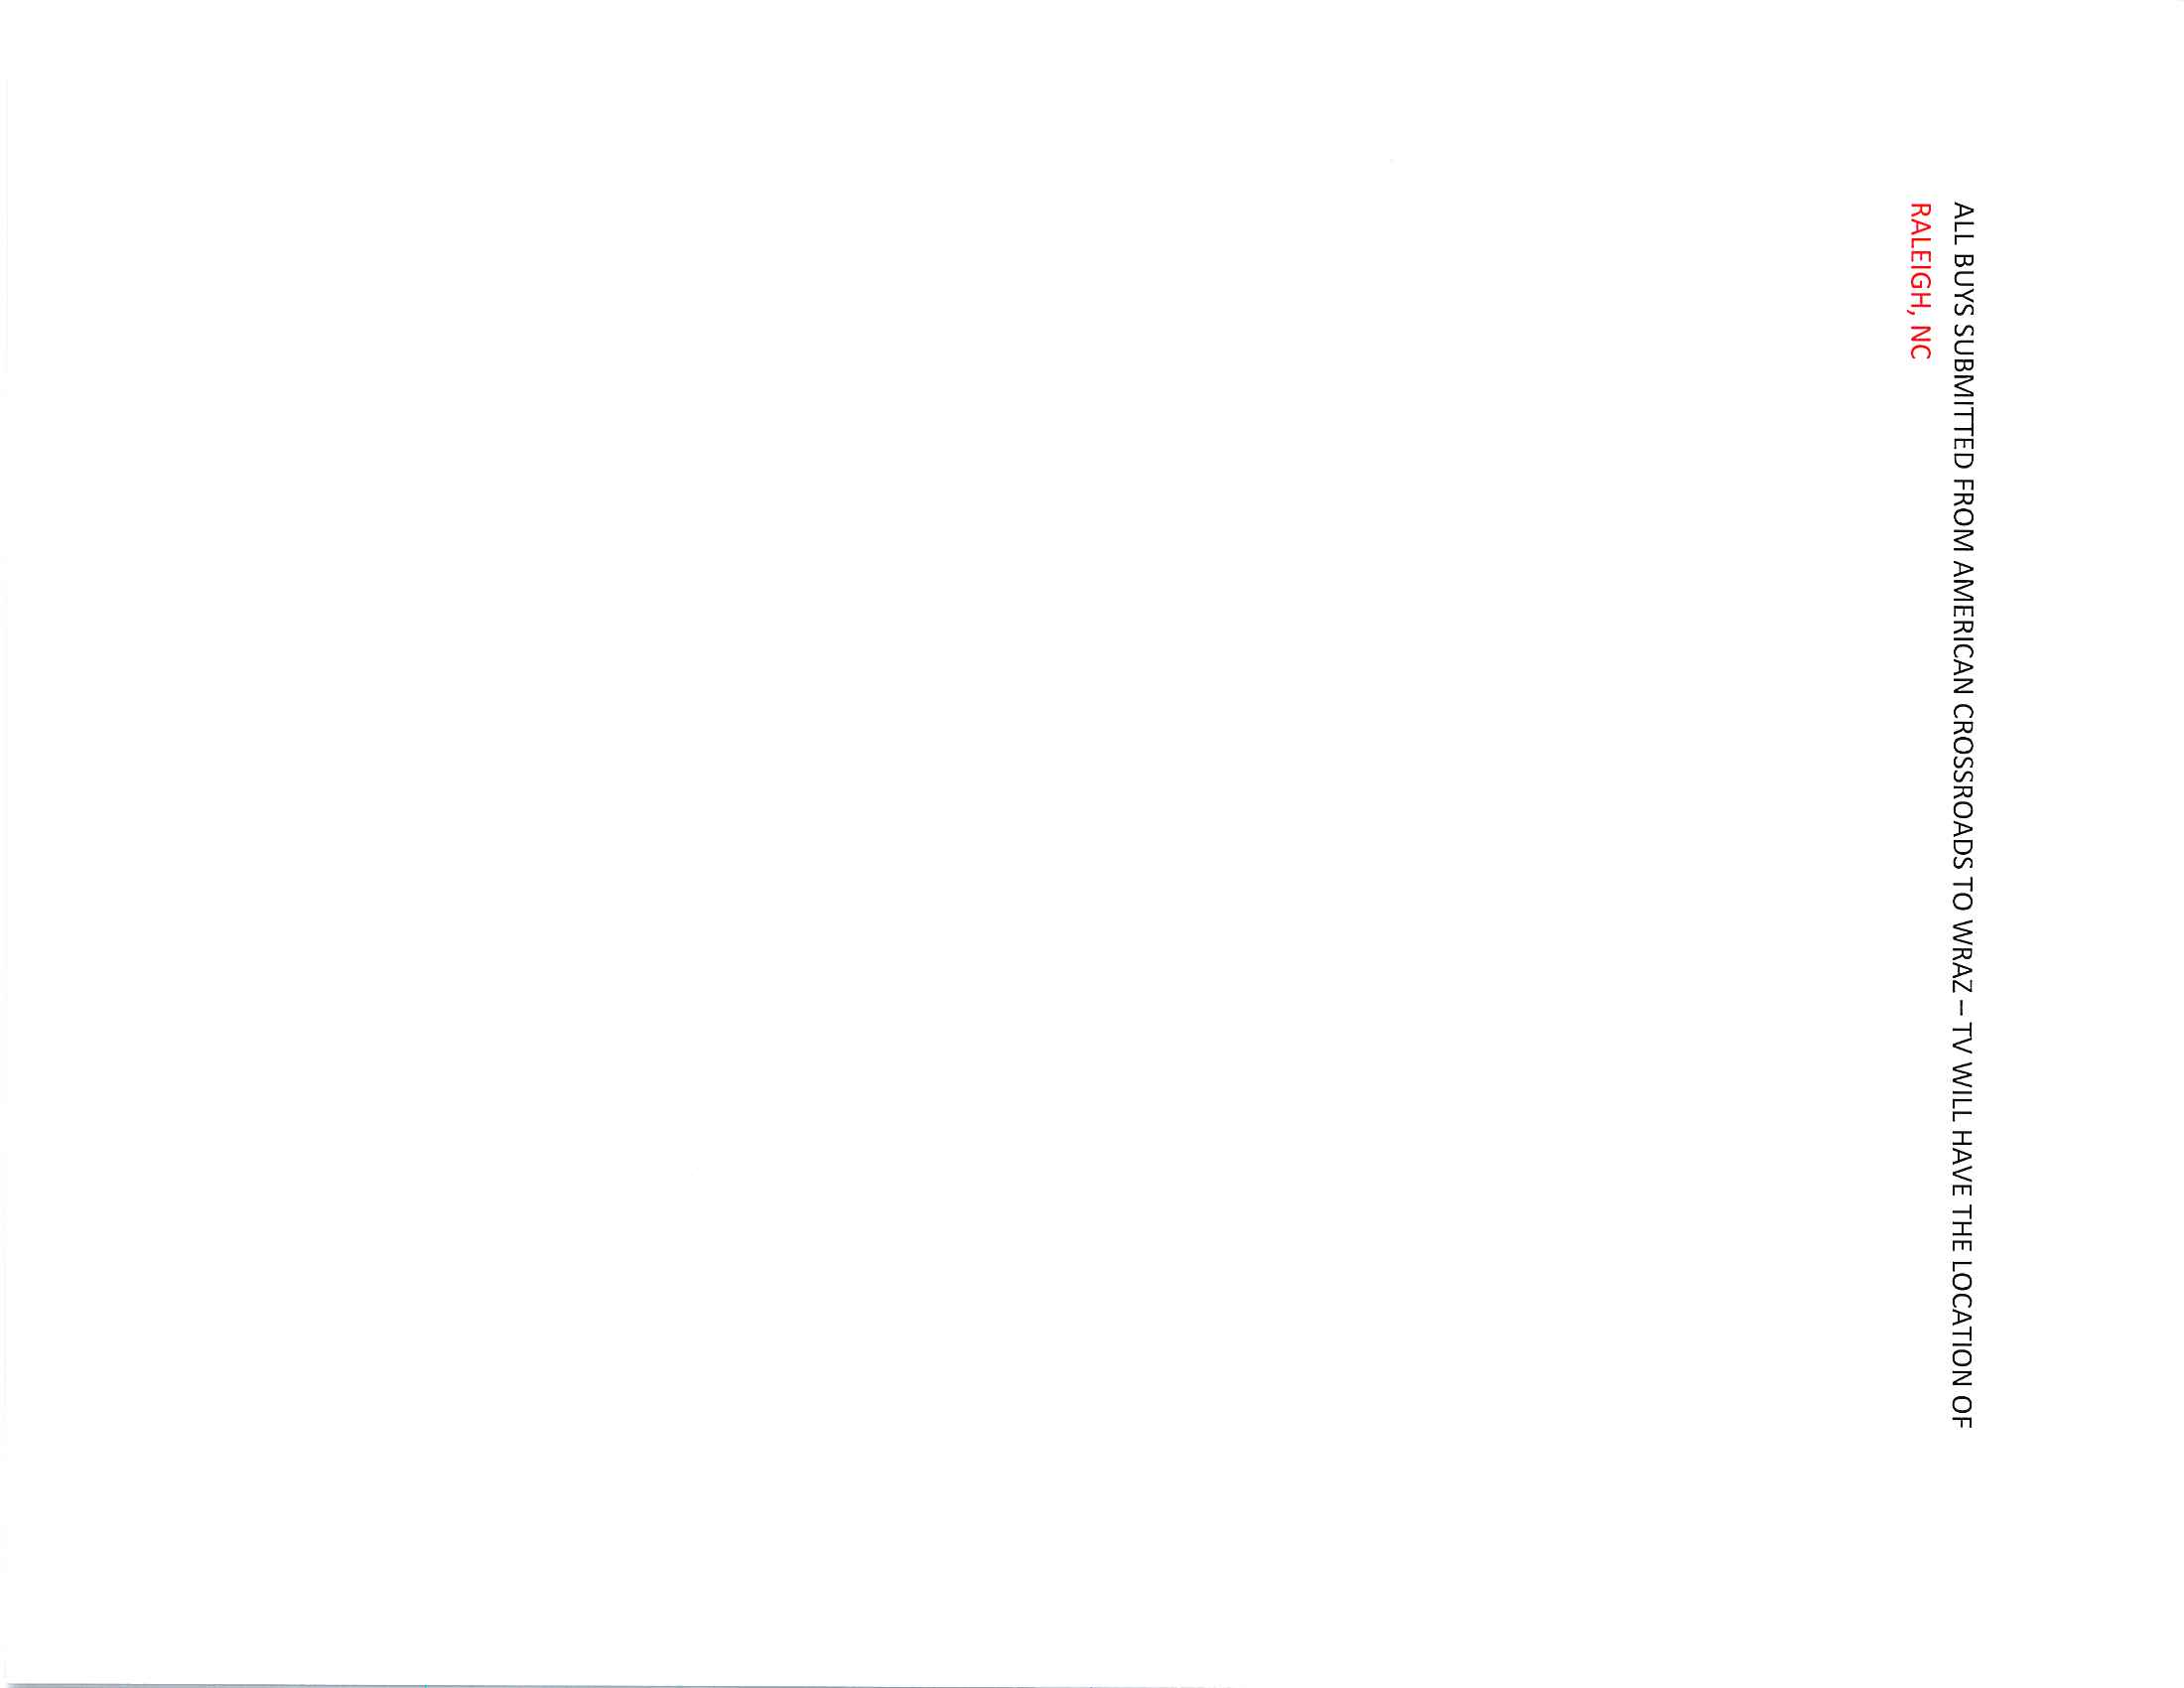 ALL BUYS SUBMITTED FROM AMERICAN CROSSROADS TO WRAZ – TV WILL HAVE THE LOCATION OF
RALEIGH, NC